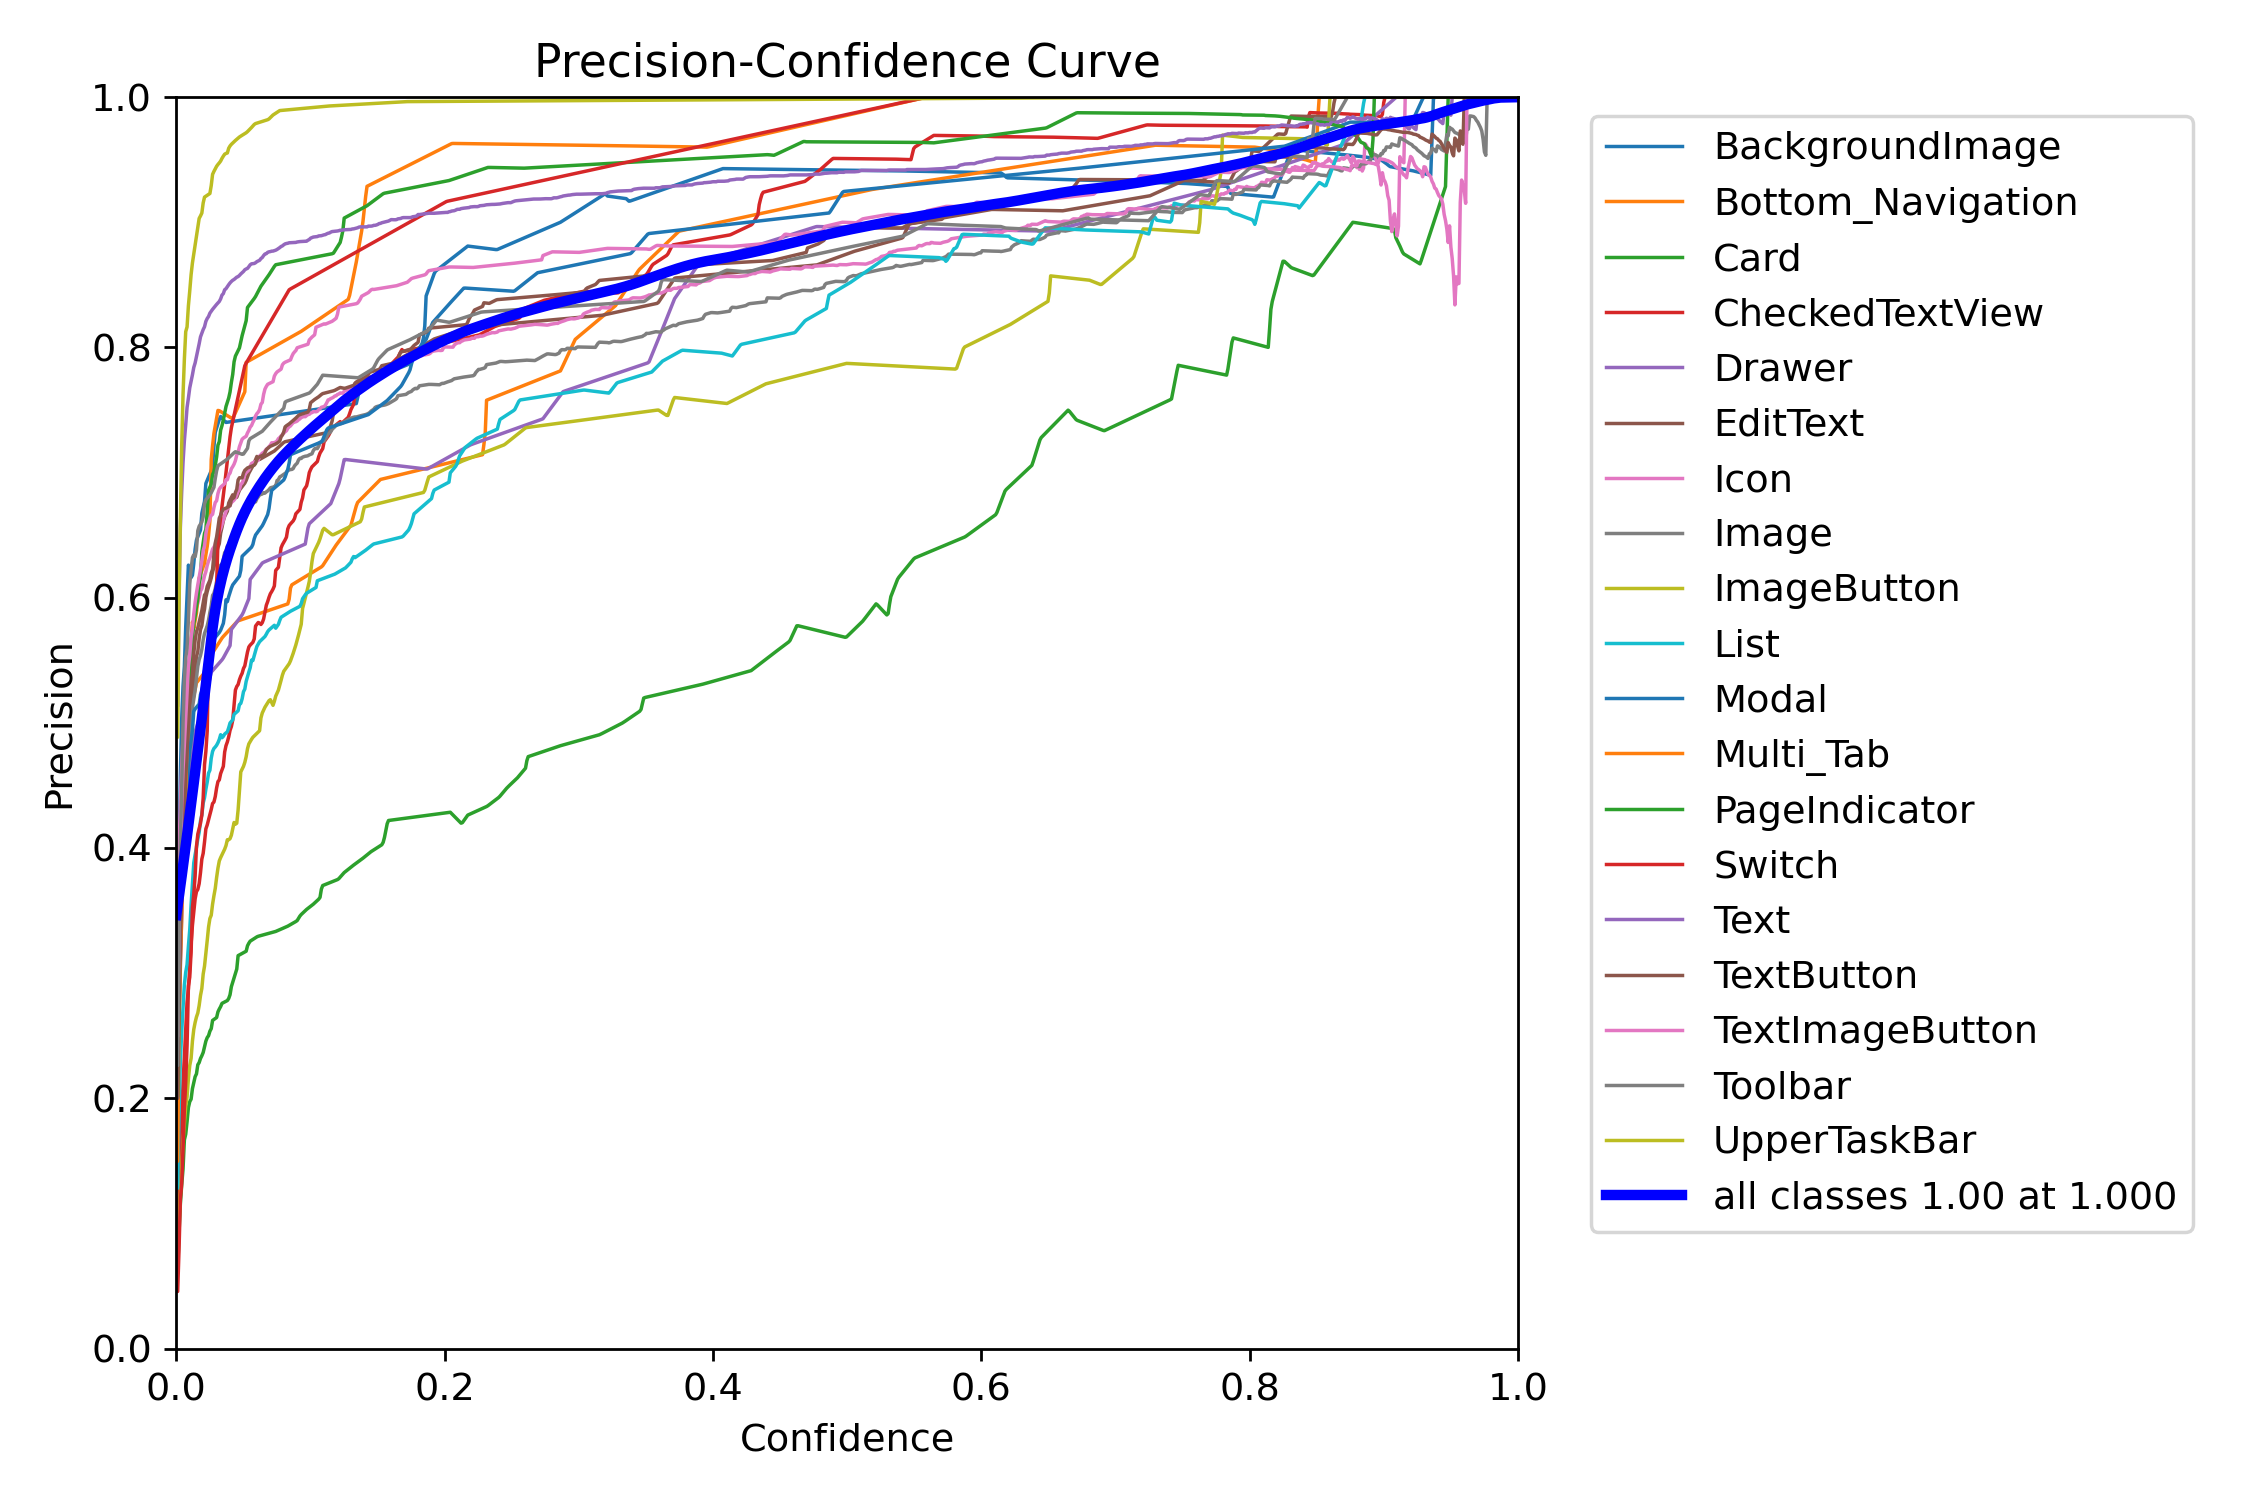 Precision-Confidence Curve
1.0
0.8
0.6
0.4
0.2
0.0
Precision
0.0 0.2 0.4 0.6 0.8 1.0
Confidence
BackgroundImage
Bottom_Navigation
Card
CheckedTextView
Drawer
EditText
Icon
Image
ImageButton
List
Modal
Multi_Tab
PageIndicator
Switch
Text
TextButton
TextImageButton
Toolbar
UpperTaskBar
all classes 1.00 at 1.000